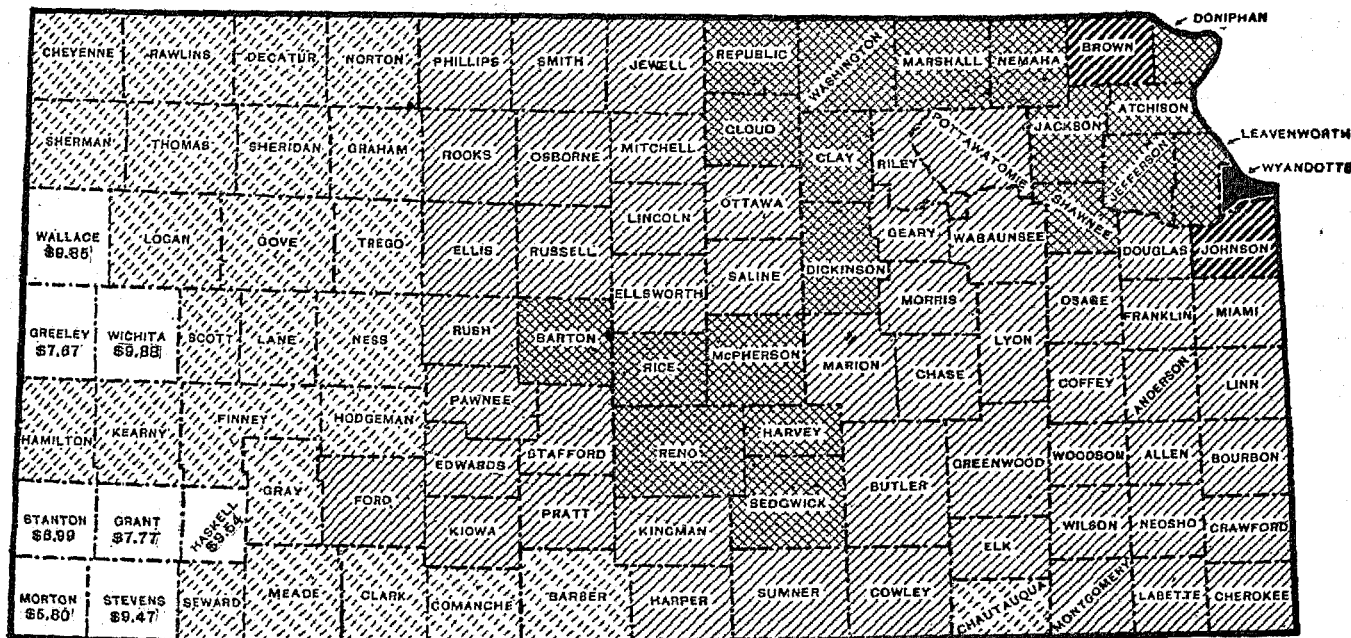 DONIPHAN
CHEYENNE RAWLINS DECATUR NORTON PHILLIPS SMITH JEWELL REPUBLIC WASHINGTON MARSHALL NEMAHA BROWN
ATCHISON
LEAVENWORTH
WYANDOTTE
SHERMAN THOMAS SHERIDAN GRAHAM ROOKS OSBORNE MITCHELL CLOUD CLAY RILEY POTTAWATOMIE JACKSON JEFFERSON
LINCOLN OTTAWA GEARY WABAUNSEE SHAWNEE DOUGLAS JOHNSON
WALLACE LOGAN GOVE TREGO ELLIS RUSSELL
$9.85
ELLSWORTH SALINE DICKINSON MORRIS OSAGE FRANKLIN MIAMI
GREELEY WICHITA SCOTT LANE NESS RUSH BARTON RICE McPHERSON MARION CHASE LYON COFFEY ANDERSON LINN
$7.67 $9.88
HAMILTON KEARNY FINNEY HODGEMAN PAWNEE STAFFORD RENO HARVEY GREENWOOD WOODSON ALLEN BOURBON
EDWARDS
GRAY FORD KIOWA PRATT KINGMAN SEDGWICK BUTLER ELK WILSON NEOSHO CRAWFORD
STANTON GRANT HASKELL
$6.99 $7.77 $9.54
MORTON STEVENS SEWARD MEADE CLARK COMANCHE BARBER HARPER SUMNER COWLEY CHAUTAUQUA MONTGOMERY LABETTE CHEROKEE
$5.80 $9.47